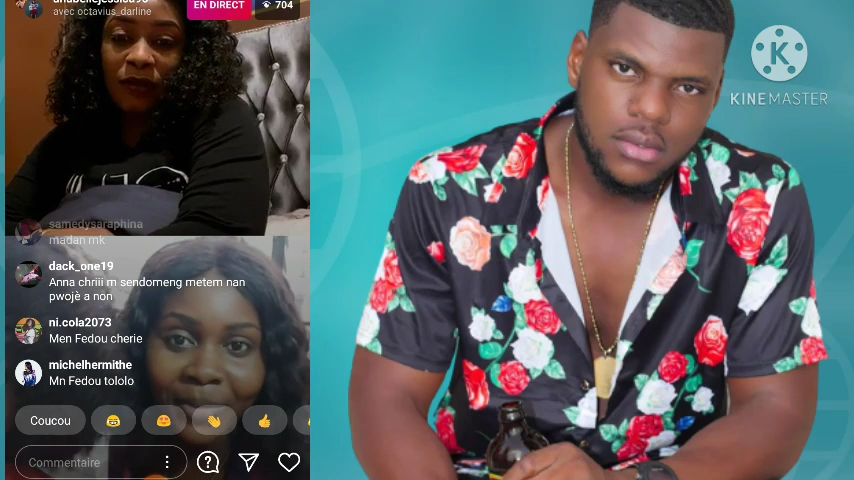 avec octavius_darline
EN DIRECT
704
samedysaraphina
madan mk
dack_one19
Anna chriii m sendomeng metem nan
pwojè a non
ni.cola2073
Men Fedou cherie
michelhermithe
Mn Fedou tololo
Coucou
Commentaire
K
KINEMASTER